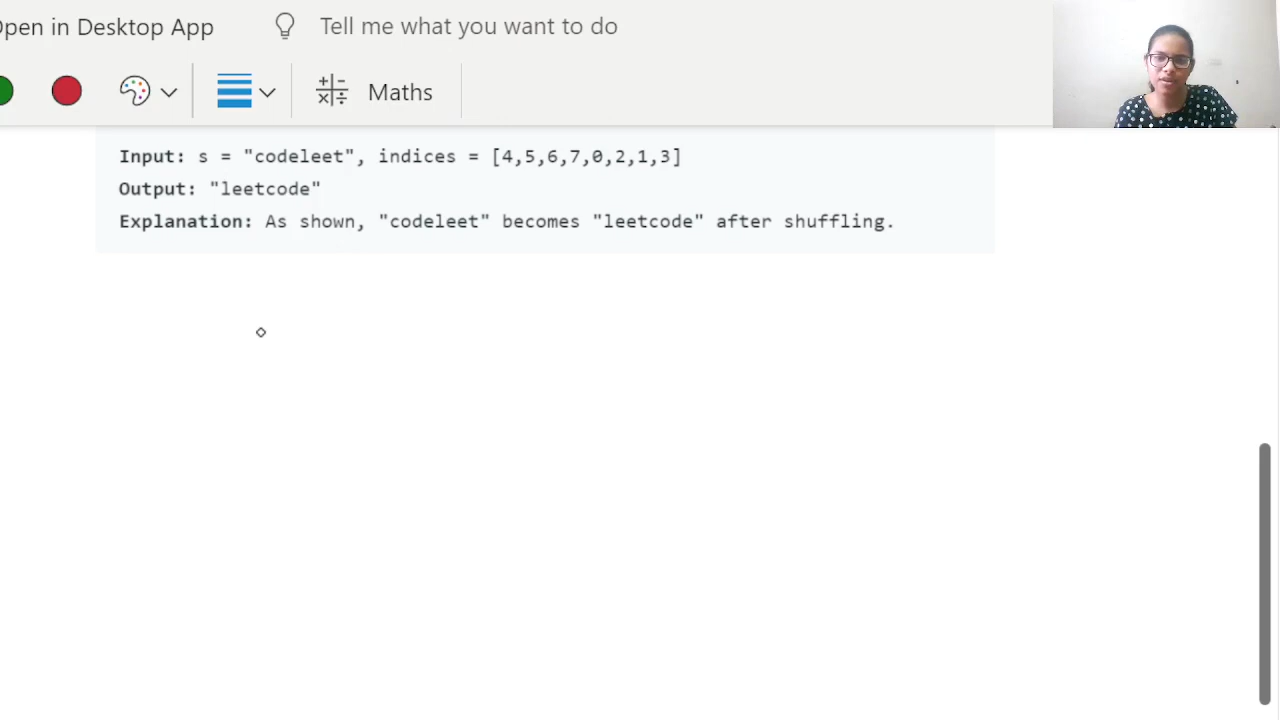 Open in Desktop App
Tell me what you want to do
Maths
Input: s = "codeleet", indices = [4,5,6,7,0,2,1,3]
Output: "leetcode"
Explanation: As shown, "codeleet" becomes "leetcode" after shuffling.